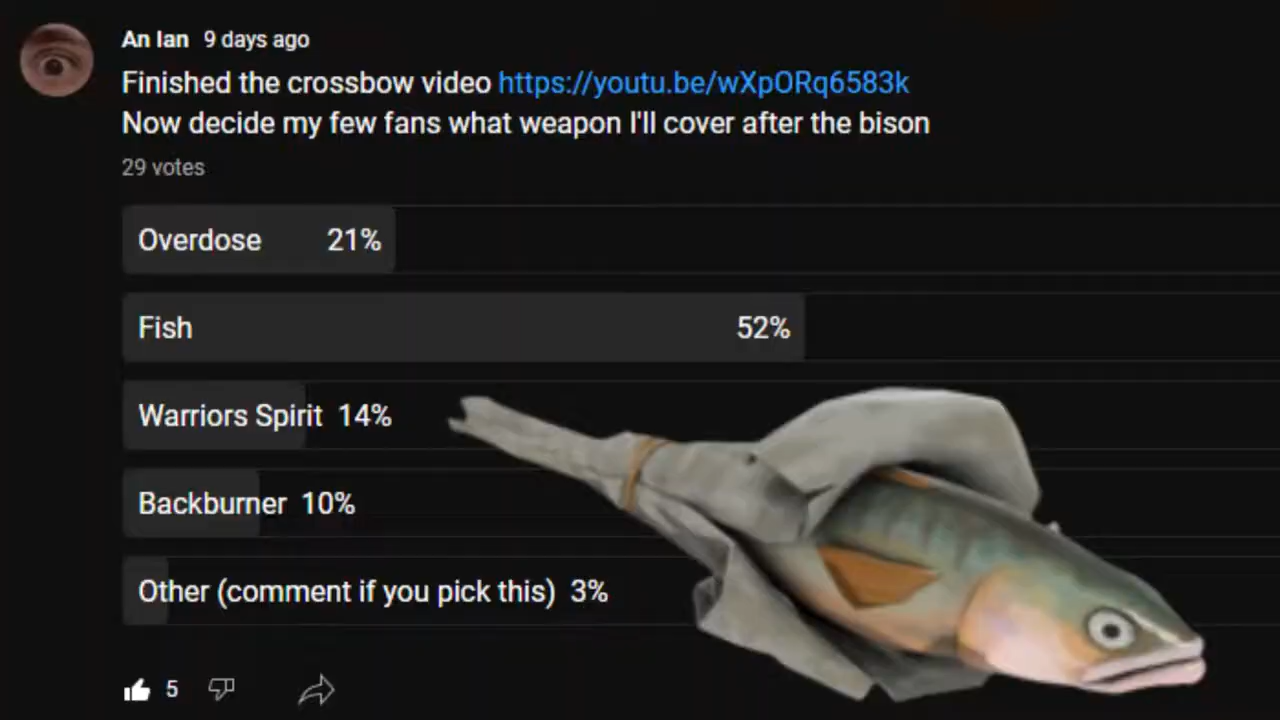 An Ian 9 days ago
Finished the crossbow video https://youtu.be/wXpORq6583k
Now decide my few fans what weapon I'll cover after the bison
29 votes
Overdose 21%
Fish 52%
Warriors Spirit 14%
Backburner 10%
Other (comment if you pick this) 3%
5